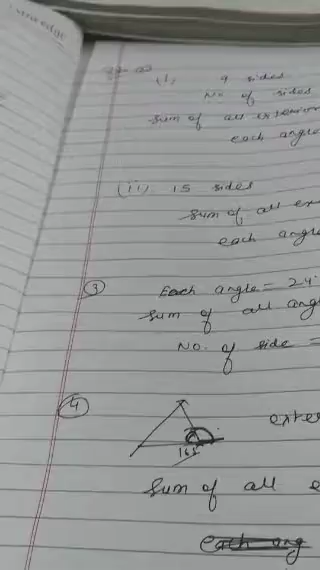 (i) 9 sides
No of sides
Sum of all exterior
each angle
(ii) 15 sides
Sum of all ex
each angle
③ Each angle = 24°
Sum of all ang
No. of side =
④ exte
165
Sum of all e
each ang